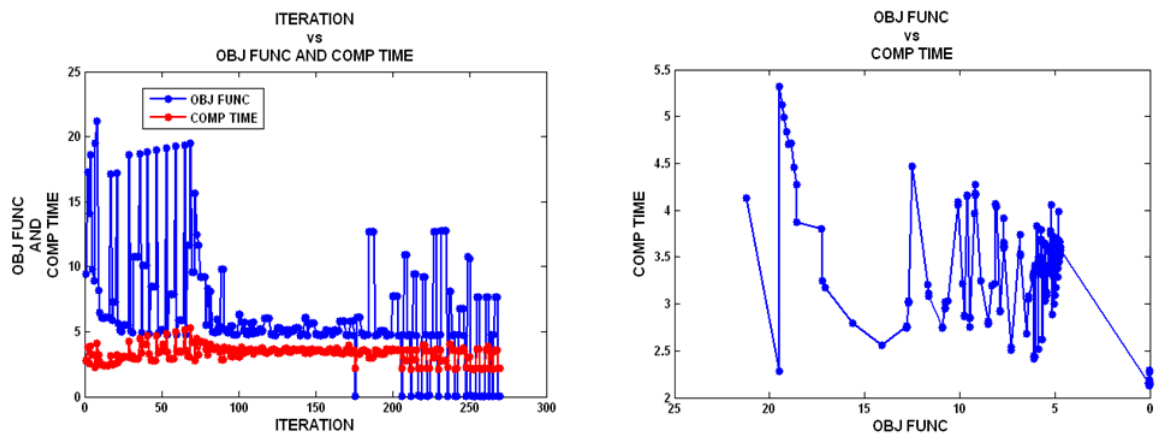 ITERATION
vs
OBJ FUNC AND COMP TIME
OBJ FUNC
AND
COMP TIME
25
20
15
10
5
0
OBJ FUNC
COMP TIME
0 50 100 150 200 250 300
ITERATION
OBJ FUNC
vs
COMP TIME
COMP TIME
5.5
5
4.5
4
3.5
3
2.5
2
25 20 15 10 5 0
OBJ FUNC